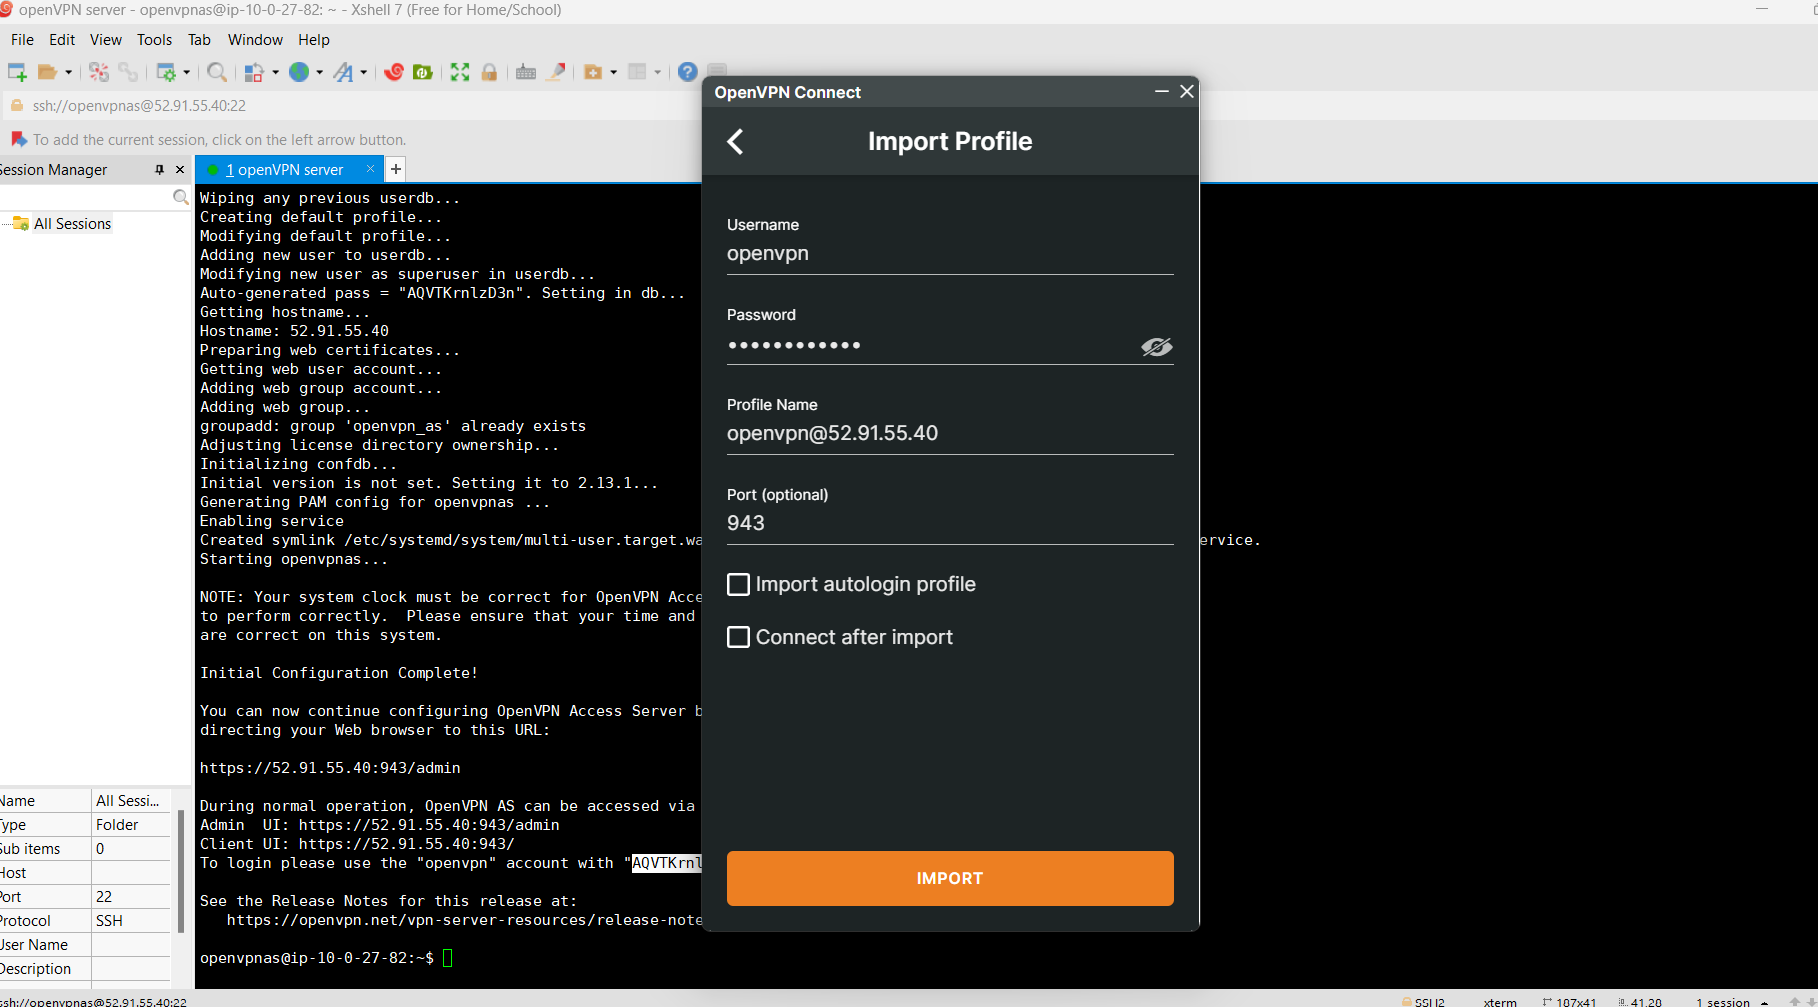 openVPN server - openvpnas@ip-10-0-27-82: ~ - Xshell 7 (Free for Home/School)
File Edit View Tools Tab Window Help
ssh://openvpnas@52.91.55.40:22
To add the current session, click on the left arrow button.
Session Manager
1 openVPN server
All Sessions
Name All Sessi...
Type Folder
Sub items 0
Host
Port 22
Protocol SSH
User Name
Description
Wiping any previous userdb...
Creating default profile...
Modifying default profile...
Adding new user to userdb...
Modifying new user as superuser in userdb...
Auto-generated pass = "AQVTKrnlzD3n". Setting in db...
Getting hostname...
Hostname: 52.91.55.40
Preparing web certificates...
Getting web user account...
Adding web group account...
Adding web group...
groupadd: group 'openvpn_as' already exists
Adjusting license directory ownership...
Initializing confdb...
Initial version is not set. Setting it to 2.13.1...
Generating PAM config for openvpnas ...
Enabling service
Created symlink /etc/systemd/system/multi-user.target.wa ervice.
Starting openvpnas...
NOTE: Your system clock must be correct for OpenVPN Acce
to perform correctly. Please ensure that your time and
are correct on this system.
Initial Configuration Complete!
You can now continue configuring OpenVPN Access Server b
directing your Web browser to this URL:
https://52.91.55.40:943/admin
During normal operation, OpenVPN AS can be accessed via
Admin UI: https://52.91.55.40:943/admin
Client UI: https://52.91.55.40:943/
To login please use the "openvpn" account with "AQVTKrnl
See the Release Notes for this release at:
https://openvpn.net/vpn-server-resources/release-note
openvpnas@ip-10-0-27-82:~$
OpenVPN Connect
Import Profile
Username
openvpn
Password
••••••••••••
Profile Name
openvpn@52.91.55.40
Port (optional)
943
Import autologin profile
Connect after import
IMPORT
ssh://openvpnas@52.91.55.40:22 SSH2 xterm 187x41 41,28 1 session